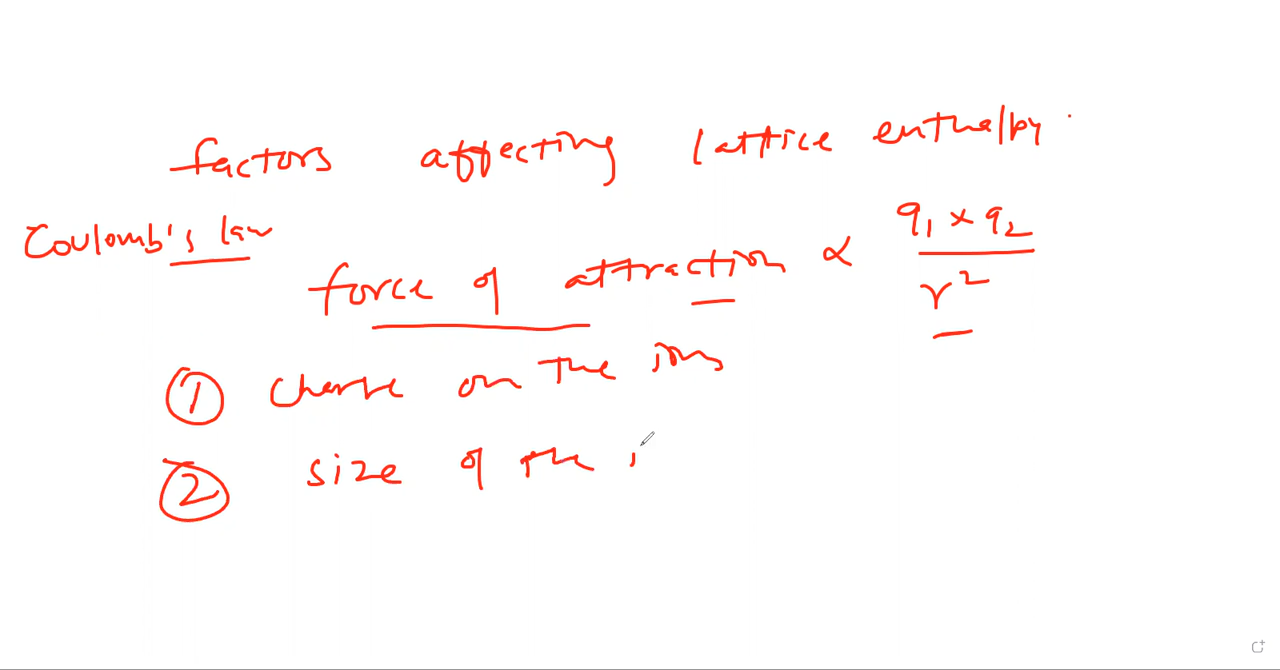 factors affecting lattice enthalpy.
Coulomb's law
force of attraction ∝ q₁ × q₂ / r²
① charge on the ions
② size of the i